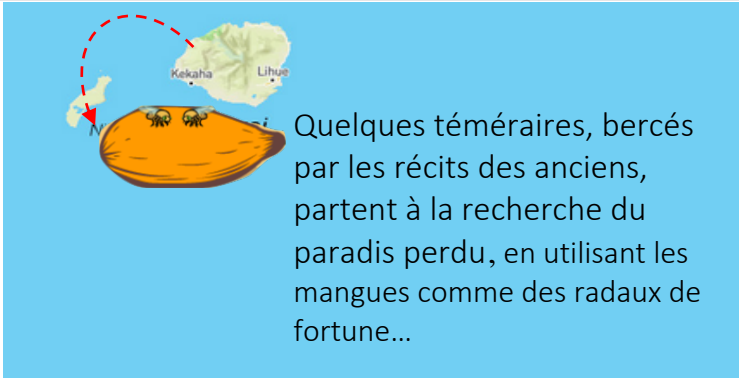 Kekaha
Lihue
Quelques téméraires, bercés
par les récits des anciens,
partent à la recherche du
paradis perdu, en utilisant les
mangues comme des radaux de
fortune...